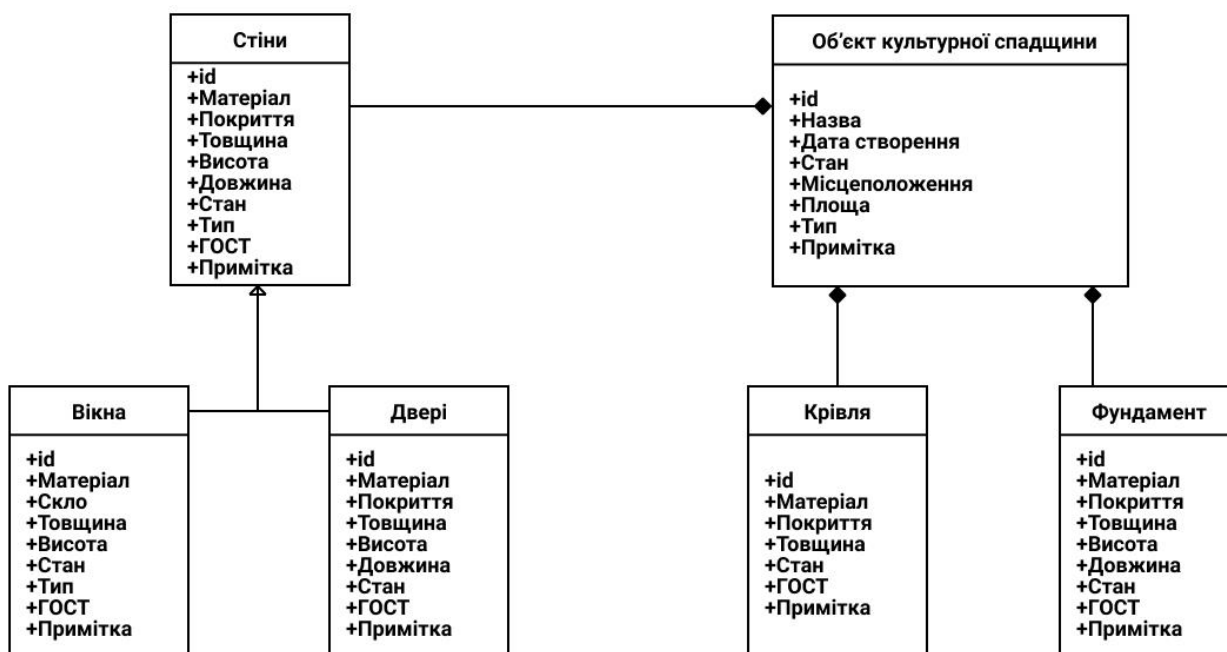 Стіни
+id
+Матеріал
+Покриття
+Товщина
+Висота
+Довжина
+Стан
+Тип
+ГОСТ
+Примітка
Об’єкт культурної спадщини
+id
+Назва
+Дата створення
+Стан
+Місцеположення
+Площа
+Тип
+Примітка
Вікна
+id
+Матеріал
+Скло
+Товщина
+Висота
+Стан
+Тип
+ГОСТ
+Примітка
Двері
+id
+Матеріал
+Покриття
+Товщина
+Висота
+Довжина
+Стан
+ГОСТ
+Примітка
Крівля
+id
+Матеріал
+Покриття
+Товщина
+Стан
+ГОСТ
+Примітка
Фундамент
+id
+Матеріал
+Покриття
+Товщина
+Висота
+Довжина
+Стан
+ГОСТ
+Примітка